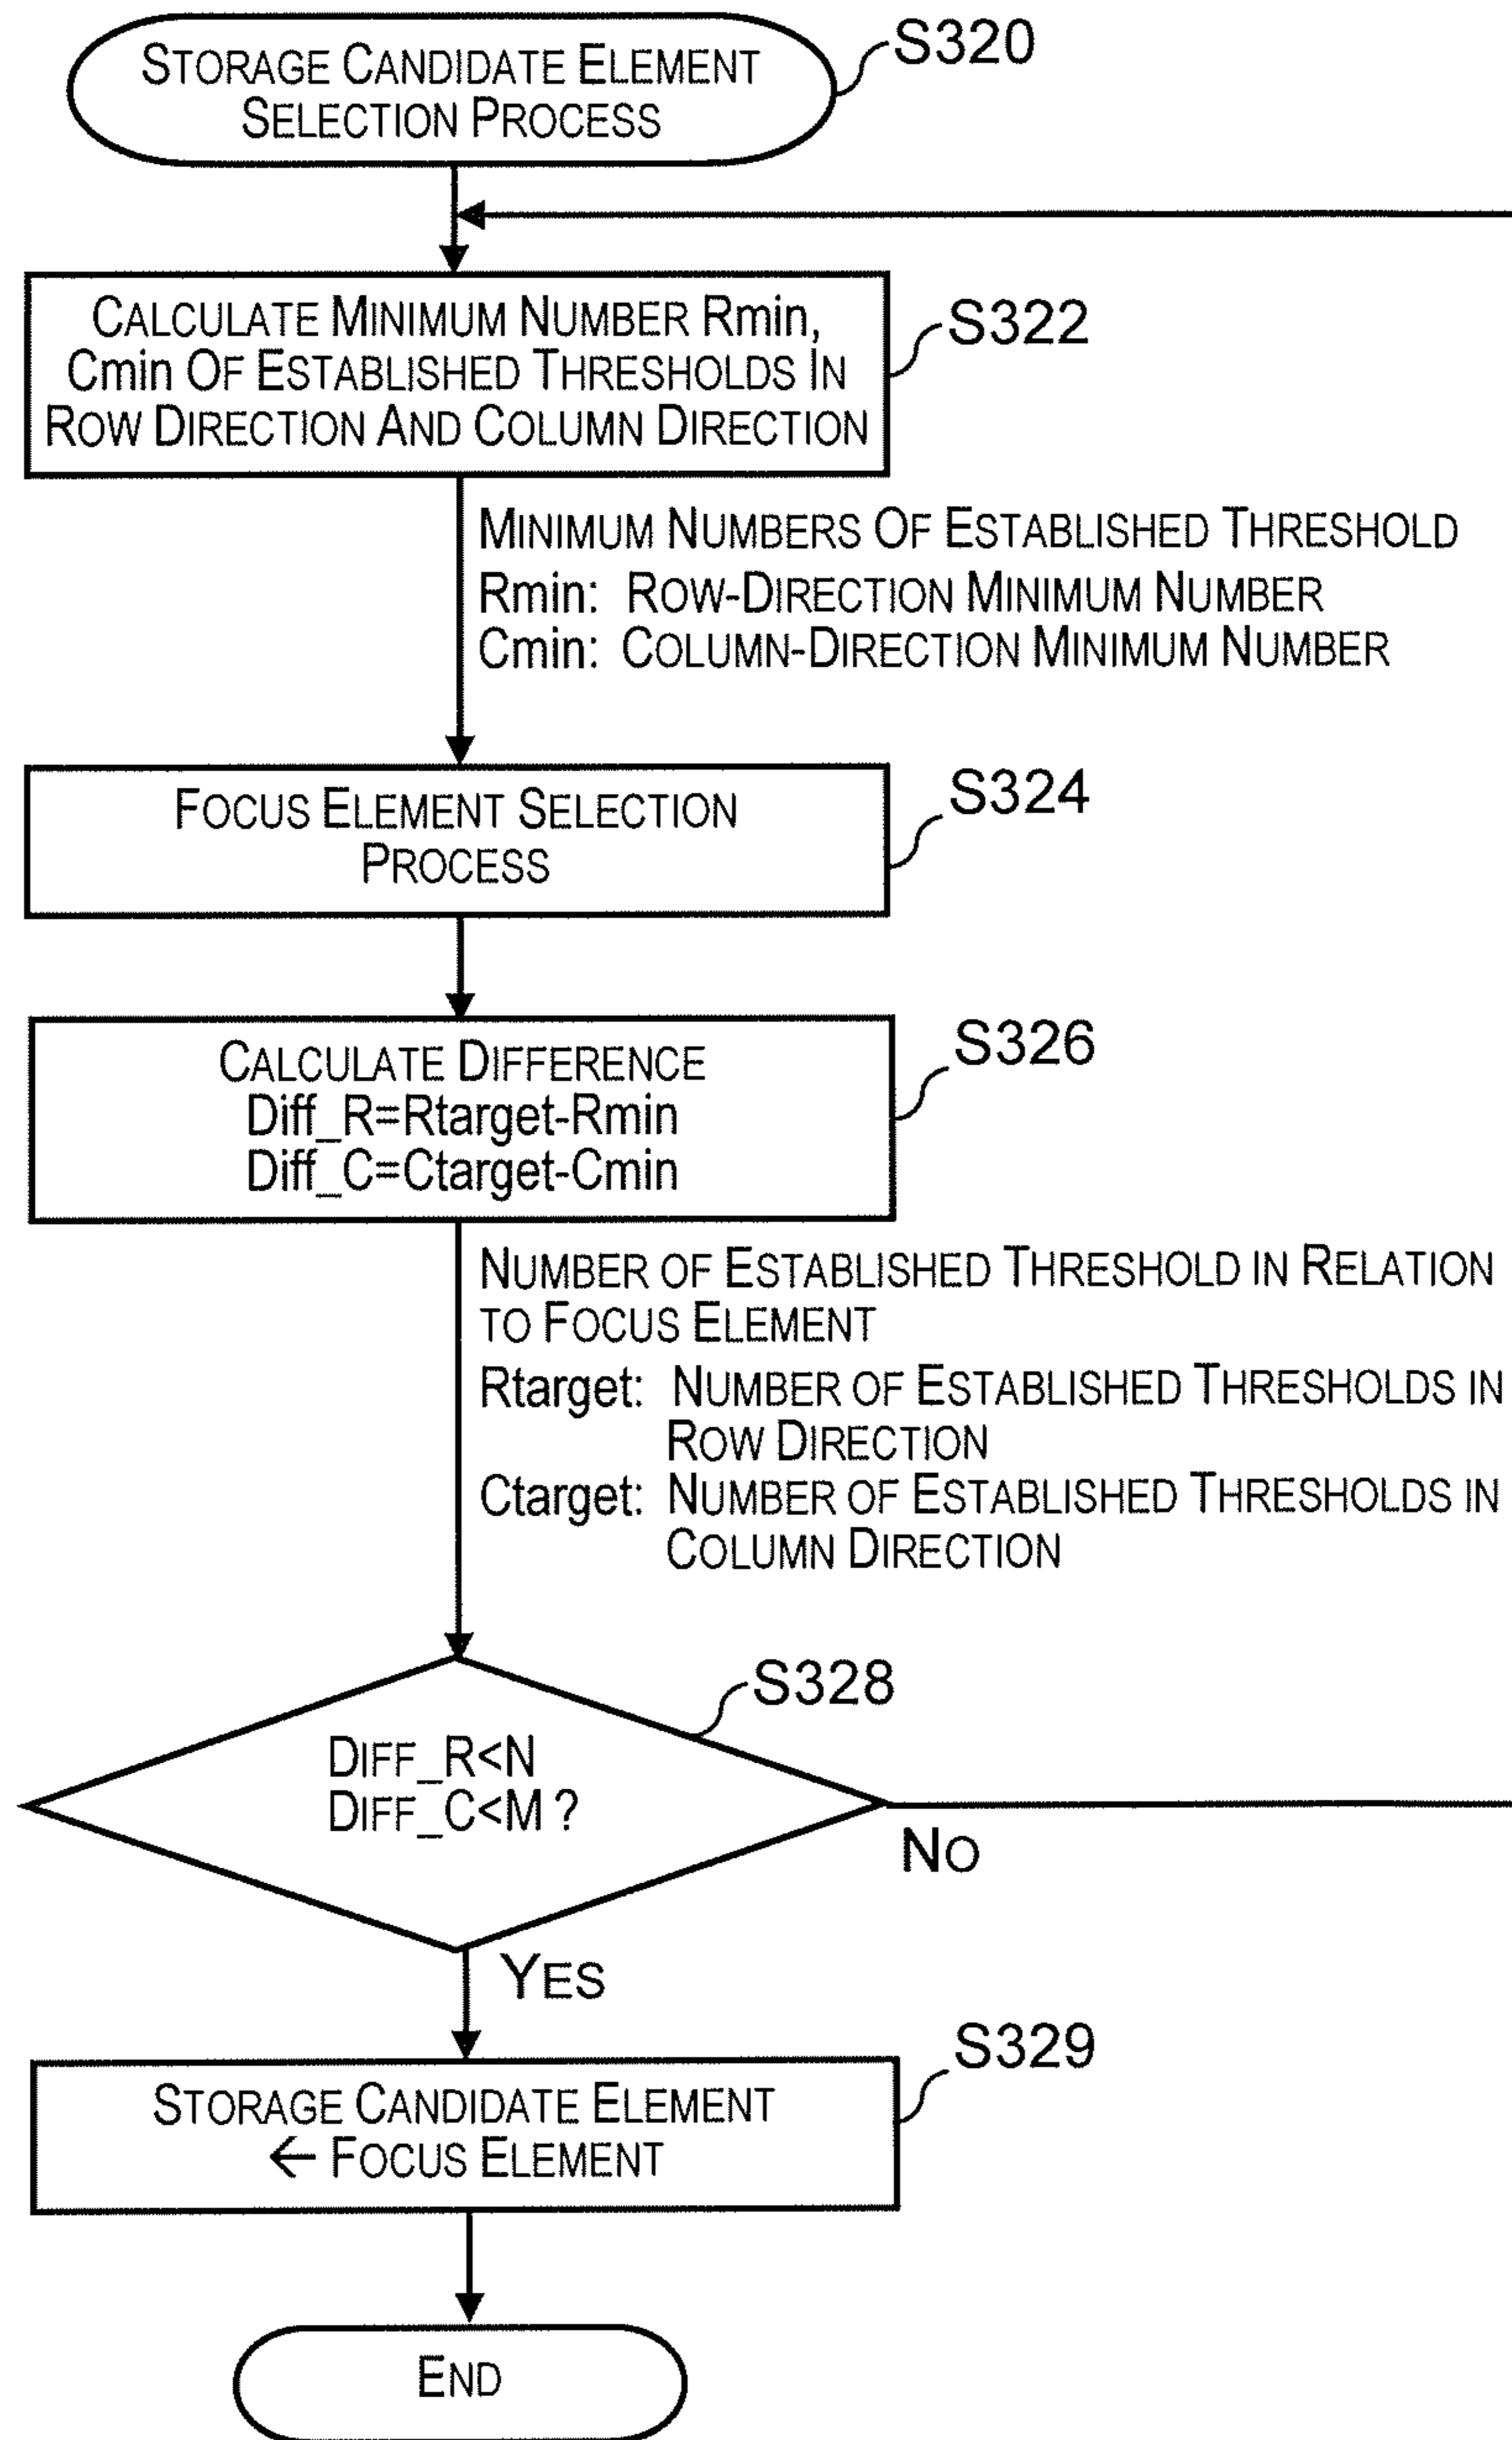 STORAGE CANDIDATE ELEMENT
SELECTION PROCESS
S320
CALCULATE MINIMUM NUMBER Rmin,
Cmin OF ESTABLISHED THRESHOLDS IN
ROW DIRECTION AND COLUMN DIRECTION
S322
MINIMUM NUMBERS OF ESTABLISHED THRESHOLD
Rmin: ROW-DIRECTION MINIMUM NUMBER
Cmin: COLUMN-DIRECTION MINIMUM NUMBER
FOCUS ELEMENT SELECTION
PROCESS
S324
CALCULATE DIFFERENCE
Diff_R=Rtarget-Rmin
Diff_C=Ctarget-Cmin
S326
NUMBER OF ESTABLISHED THRESHOLD IN RELATION
TO FOCUS ELEMENT
Rtarget: NUMBER OF ESTABLISHED THRESHOLDS IN
ROW DIRECTION
Ctarget: NUMBER OF ESTABLISHED THRESHOLDS IN
COLUMN DIRECTION
S328
DIFF_R<N
DIFF_C<M ?
NO
YES
S329
STORAGE CANDIDATE ELEMENT
← FOCUS ELEMENT
END